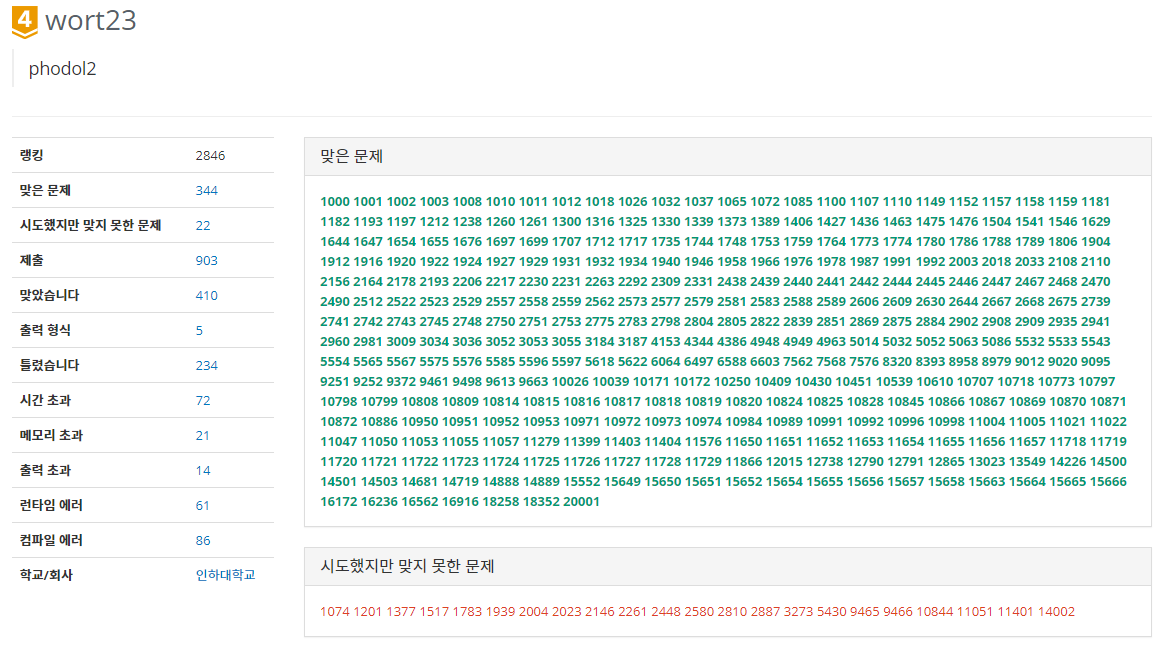 4 wort23
phodol2
랭킹 2846
맞은 문제 344
시도했지만 맞지 못한 문제 22
제출 903
맞았습니다 410
출력 형식 5
틀렸습니다 234
시간 초과 72
메모리 초과 21
출력 초과 14
런타임 에러 61
컴파일 에러 86
학교/회사 인하대학교
맞은 문제
1000 1001 1002 1003 1008 1010 1011 1012 1018 1026 1032 1037 1065 1072 1085 1100 1107 1110 1149 1152 1157 1158 1159 1181
1182 1193 1197 1212 1238 1260 1261 1300 1316 1325 1330 1339 1373 1389 1406 1427 1436 1463 1475 1476 1504 1541 1546 1629
1644 1647 1654 1655 1676 1697 1699 1707 1712 1717 1735 1744 1748 1753 1759 1764 1773 1774 1780 1786 1788 1789 1806 1904
1912 1916 1920 1922 1924 1927 1929 1931 1932 1934 1940 1946 1958 1966 1976 1978 1987 1991 1992 2003 2018 2033 2108 2110
2156 2164 2178 2193 2206 2217 2230 2231 2263 2292 2309 2331 2438 2439 2440 2441 2442 2444 2445 2446 2447 2467 2468 2470
2490 2512 2522 2523 2529 2557 2558 2559 2562 2573 2577 2579 2581 2583 2588 2589 2606 2609 2630 2644 2667 2668 2675 2739
2741 2742 2743 2745 2748 2750 2751 2753 2775 2783 2798 2804 2805 2822 2839 2851 2869 2875 2884 2902 2908 2909 2935 2941
2960 2981 3009 3034 3036 3052 3053 3055 3184 3187 4153 4344 4386 4948 4949 4963 5014 5032 5052 5063 5086 5532 5533 5543
5554 5565 5567 5575 5576 5585 5596 5597 5618 5622 6064 6497 6588 6603 7562 7568 7576 8320 8393 8958 8979 9012 9020 9095
9251 9252 9372 9461 9498 9613 9663 10026 10039 10171 10172 10250 10409 10430 10451 10539 10610 10707 10718 10773 10797
10798 10799 10808 10809 10814 10815 10816 10817 10818 10819 10820 10824 10825 10828 10845 10866 10867 10869 10870 10871
10872 10886 10950 10951 10952 10953 10971 10972 10973 10974 10984 10989 10991 10992 10996 10998 11004 11005 11021 11022
11047 11050 11053 11055 11057 11279 11399 11403 11404 11576 11650 11651 11652 11653 11654 11655 11656 11657 11718 11719
11720 11721 11722 11723 11724 11725 11726 11727 11728 11729 11866 12015 12738 12790 12791 12865 13023 13549 14226 14500
14501 14503 14681 14719 14888 14889 15552 15649 15650 15651 15652 15654 15655 15656 15657 15658 15663 15664 15665 15666
16172 16236 16562 16916 18258 18352 20001
시도했지만 맞지 못한 문제
1074 1201 1377 1517 1783 1939 2004 2023 2146 2261 2448 2580 2810 2887 3273 5430 9465 9466 10844 11051 11401 14002